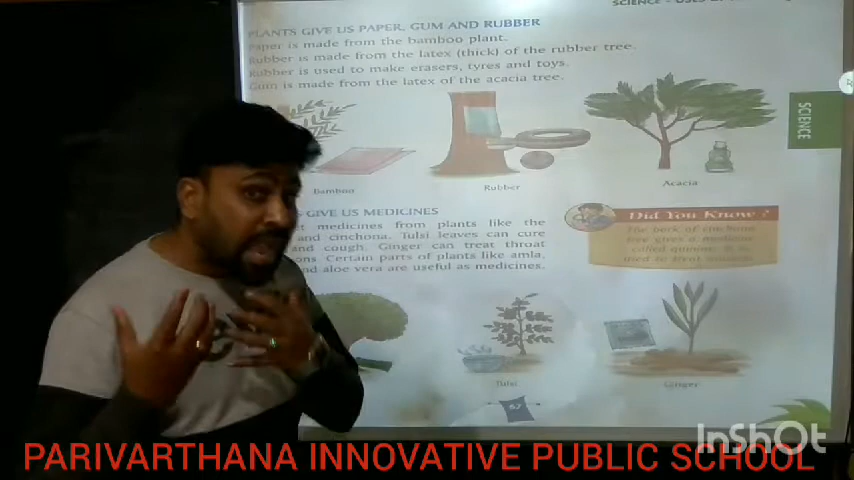 SCIENCE - USES OF
PLANTS GIVE US PAPER, GUM AND RUBBER
Paper is made from the bamboo plant.
Rubber is made from the latex (thick) of the rubber tree.
Rubber is used to make erasers, tyres and toys.
Gum is made from the latex of the acacia tree.
SCIENCE
Bamboo
Rubber
Acacia
GIVE US MEDICINES
medicines from plants like the
and cinchona. Tulsi leaves can cure
and cough. Ginger can treat throat
Certain parts of plants like amla,
and aloe vera are useful as medicines.
Did You Know ?
The bark of cinchona
tree gives a medicine
called quinine. It is
used to treat malaria.
Tulsi
Ginger
67
InShOt
PARIVARTHANA INNOVATIVE PUBLIC SCHOOL